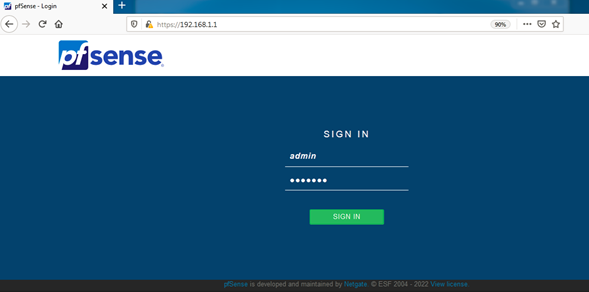 pfSense - Login
https://192.168.1.1
90%
pfsense
SIGN IN
admin
•••••••
SIGN IN
pfSense is developed and maintained by Netgate. © ESF 2004 - 2022 View license.